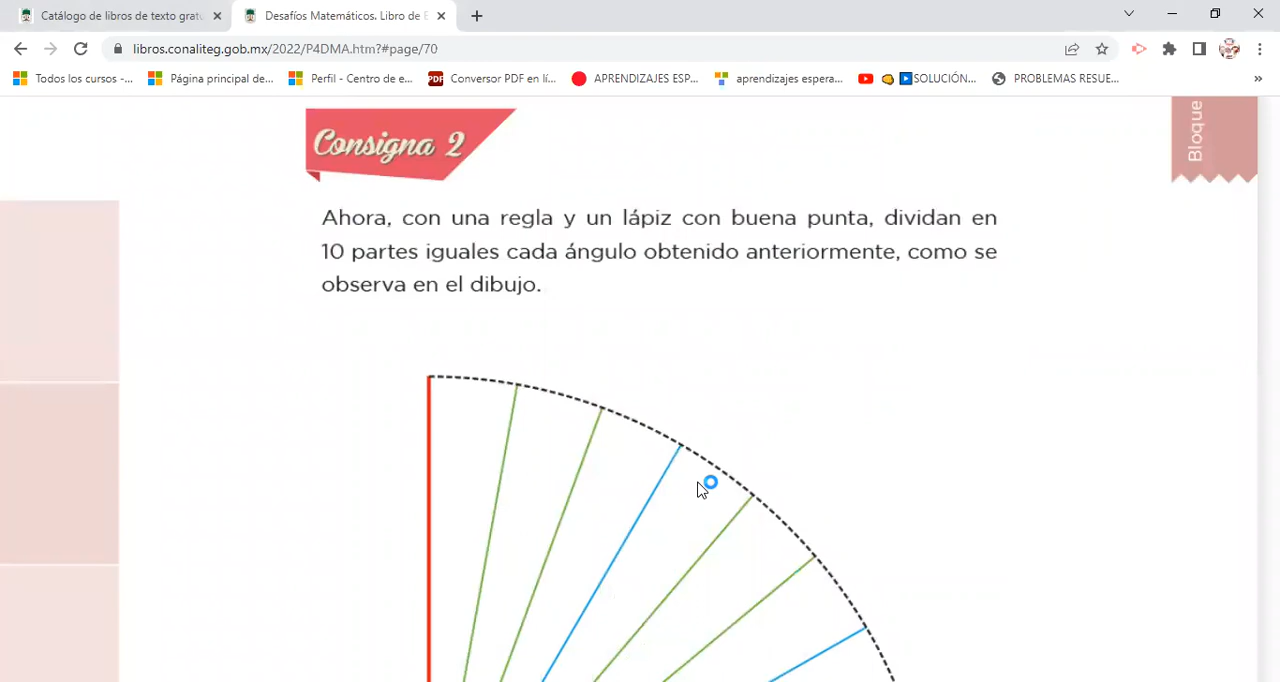 Catálogo de libros de texto gratu
Desafíos Matemáticos. Libro de E
libros.conaliteg.gob.mx/2022/P4DMA.htm?#page/70
Todos los cursos -...
Página principal de...
Perfil - Centro de e...
PDF
Conversor PDF en lí...
APRENDIZAJES ESP...
aprendizajes espera...
SOLUCIÓN...
PROBLEMAS RESUE...
»
Consigna 2
Bloque
Ahora, con una regla y un lápiz con buena punta, dividan en
10 partes iguales cada ángulo obtenido anteriormente, como se
observa en el dibujo.